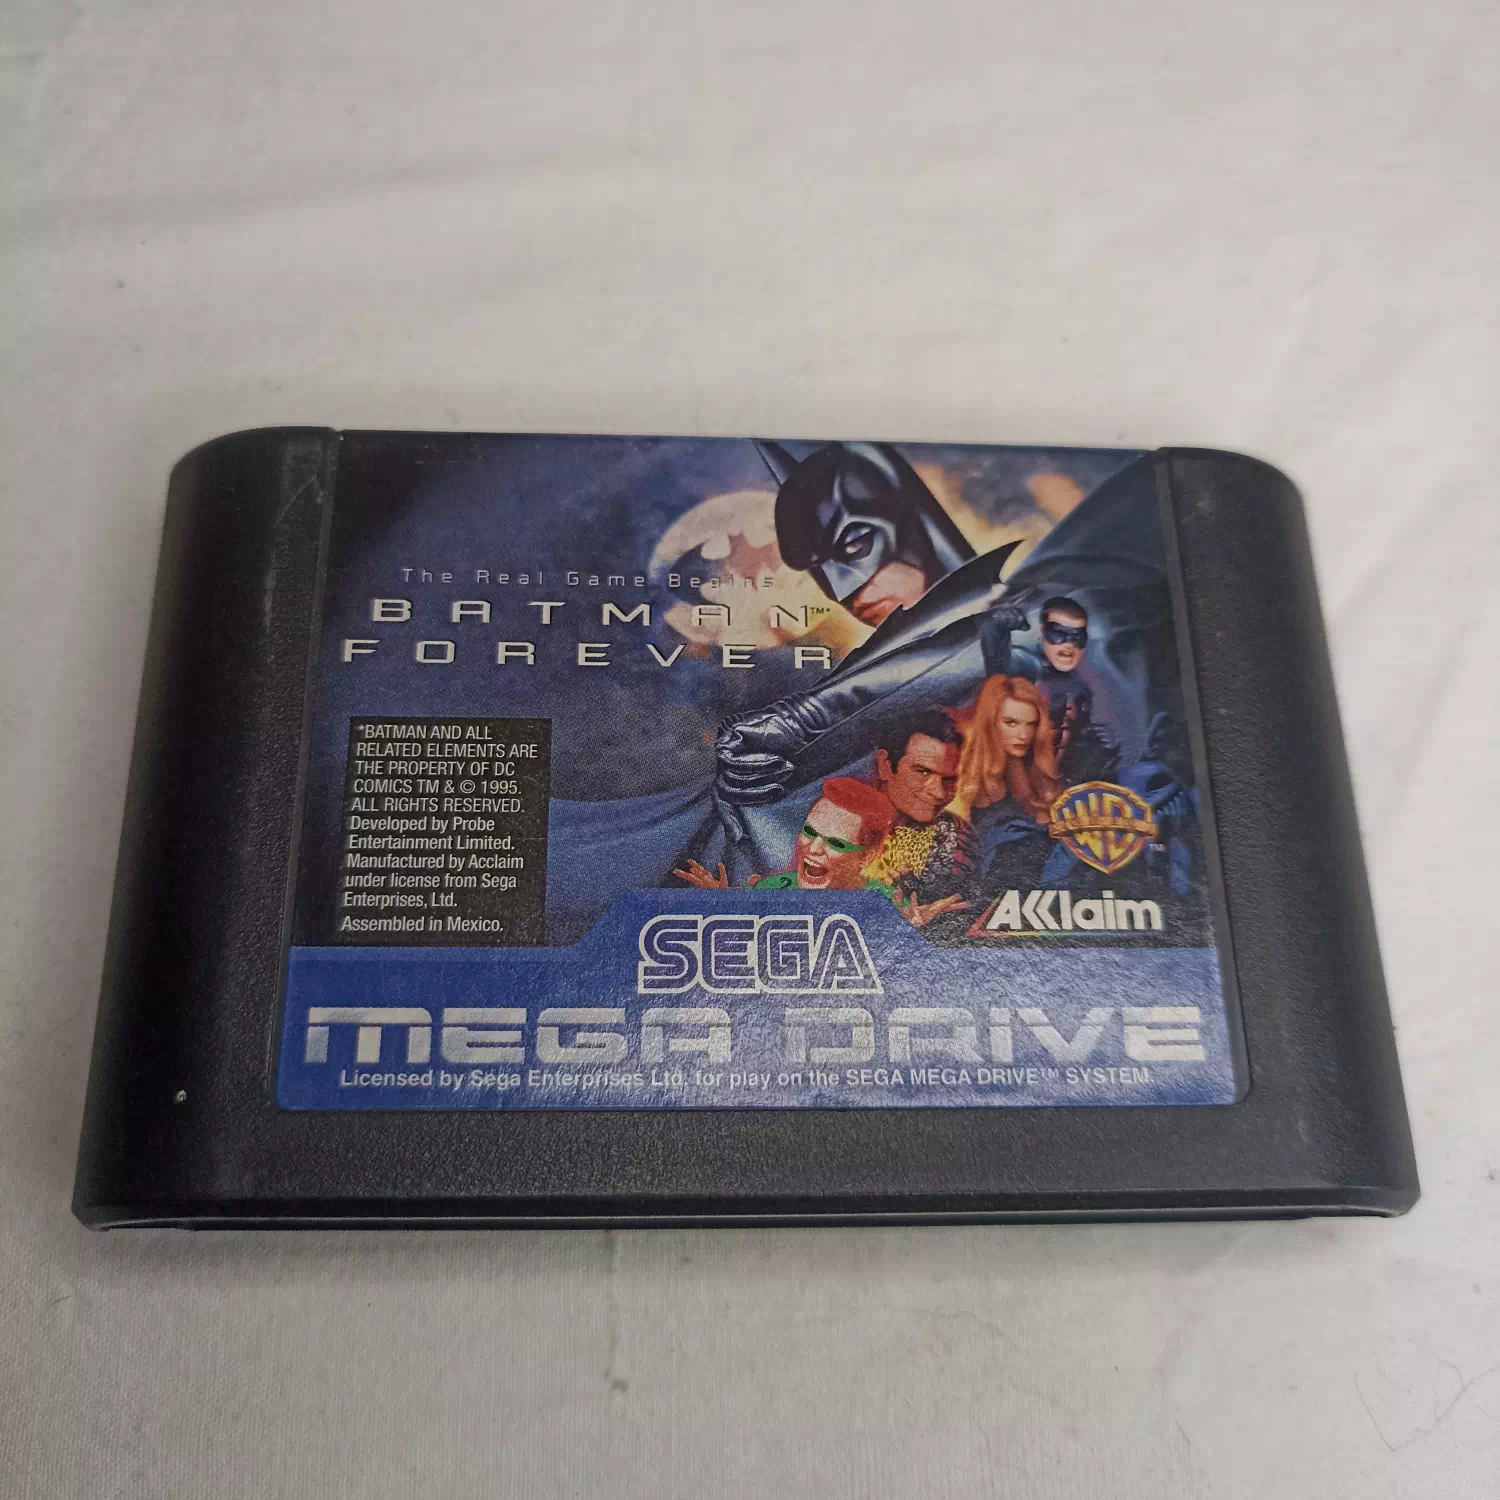 The Real Game Begins
BATMAN™*
FOREVER
*BATMAN AND ALL
RELATED ELEMENTS ARE
THE PROPERTY OF DC
COMICS TM & © 1995.
ALL RIGHTS RESERVED.
Developed by Probe
Entertainment Limited.
Manufactured by Acclaim
under license from Sega
Enterprises, Ltd.
Assembled in Mexico.
WB
TM
AKKlaim
SEGA
MEGA DRIVE
Licensed by Sega Enterprises Ltd. for play on the SEGA MEGA DRIVE™ SYSTEM.